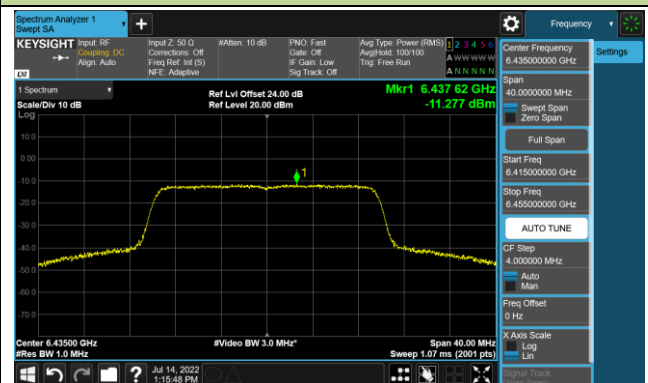 Spectrum Analyzer 1
Swept SA
Frequency
KEYSIGHT
Input: RF
Coupling: DC
Align: Auto
Input Z: 50 Ω
Corrections: Off
Freq Ref: Int (S)
NFE: Adaptive
#Atten: 10 dB
PNO: Fast
Gate: Off
IF Gain: Low
Sig Track: Off
Avg Type: Power (RMS)
Avg|Hold: 100/100
Trig: Free Run
1 2 3 4 5 6
A W W W W W
A N N N N N
LXI
1 Spectrum
Scale/Div 10 dB
Log
Ref Lvl Offset 24.00 dB
Ref Level 20.00 dBm
Mkr1 6.437 62 GHz
-11.277 dBm
10.0
0.00
-10.0
-20.0
-30.0
-40.0
-50.0
-60.0
-70.0
1
Center 6.43500 GHz
#Res BW 1.0 MHz
#Video BW 3.0 MHz*
Span 40.00 MHz
Sweep 1.07 ms (2001 pts)
Jul 14, 2022
1:15:48 PM
Center Frequency
6.435000000 GHz
Settings
Span
40.0000000 MHz
Swept Span
Zero Span
Full Span
Start Freq
6.415000000 GHz
Stop Freq
6.455000000 GHz
AUTO TUNE
CF Step
4.000000 MHz
Auto
Man
Freq Offset
0 Hz
X Axis Scale
Log
Lin
Signal Track